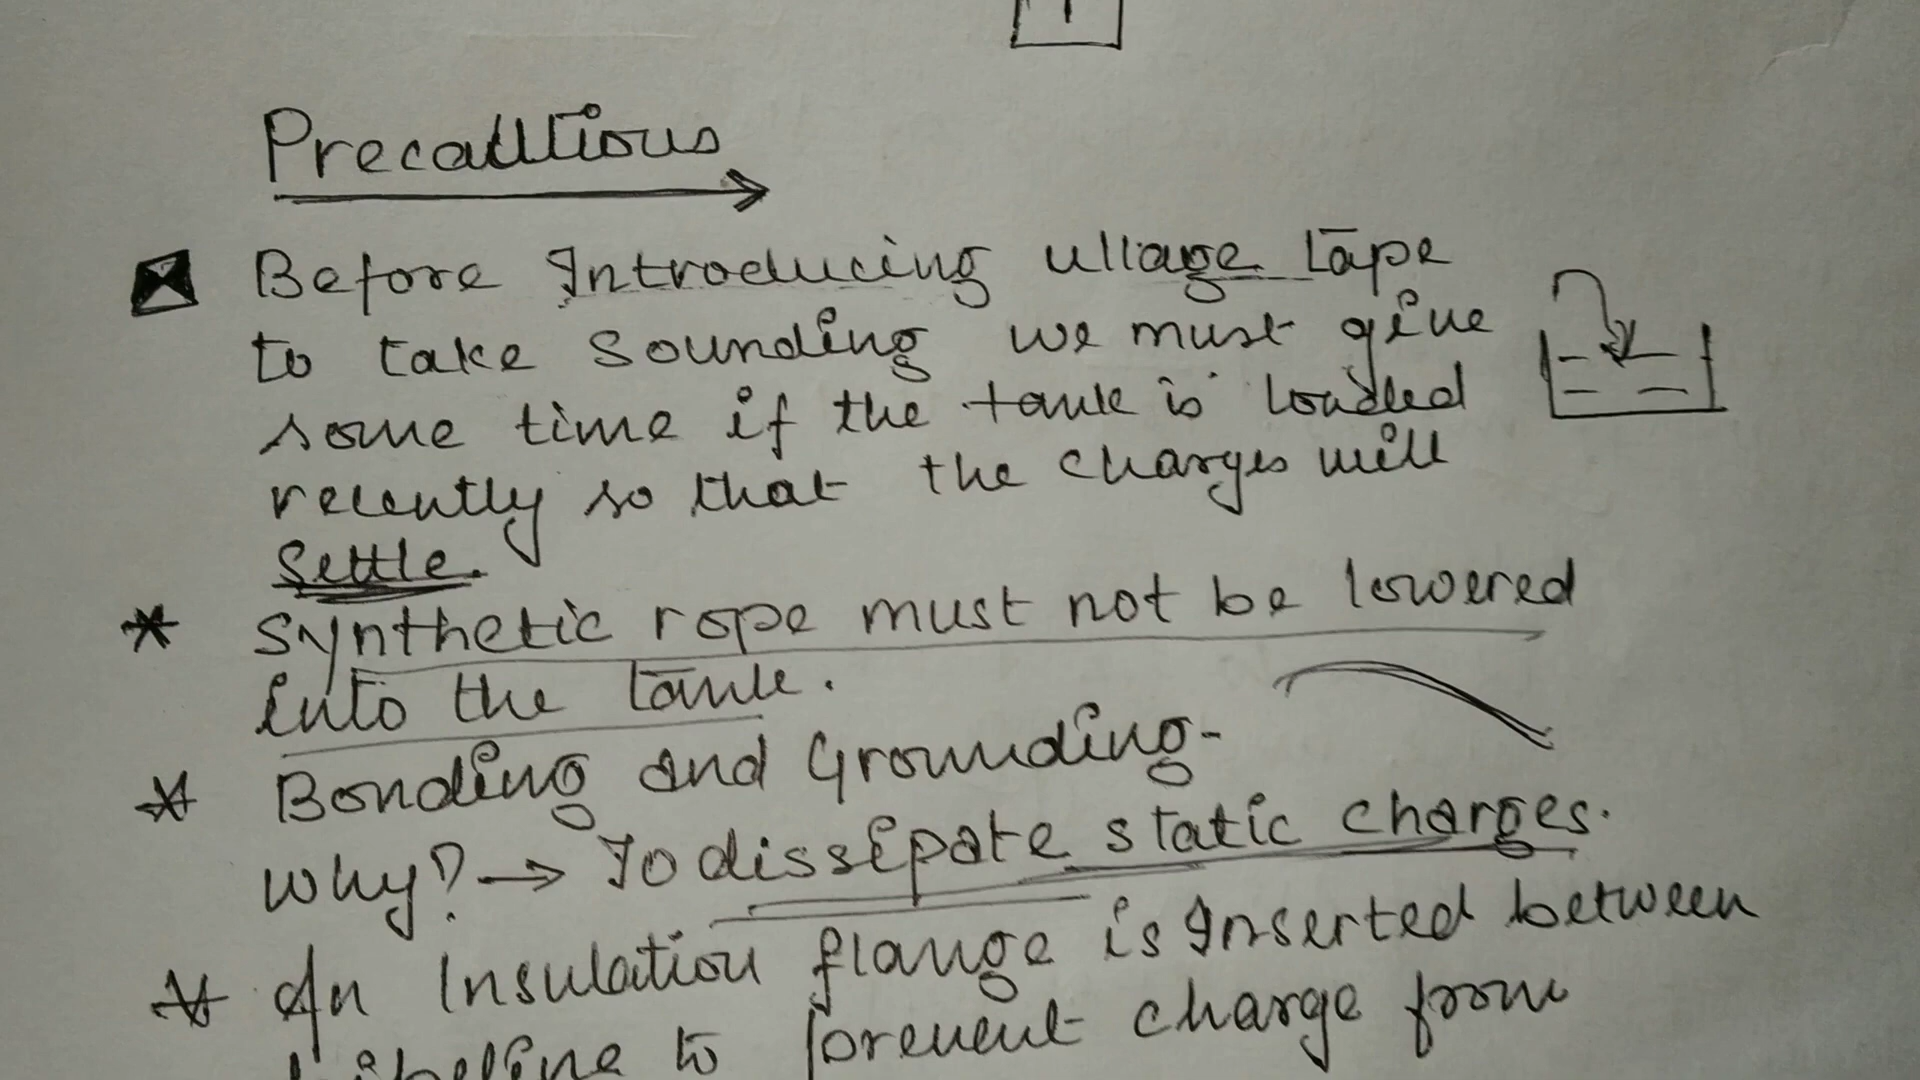 Precautions
Before Introducing ullage tape
to take sounding we must give
some time if the tank is loaded
recently so that the charges will
settle.
* Synthetic rope must not be lowered
into the tank.
* Bonding and Grounding-
why? → To dissipate static charges.
* An Insulation flange is Inserted between
pipeline to prevent charge from